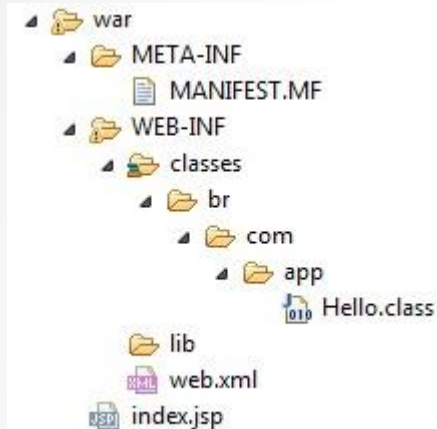 war
META-INF
MANIFEST.MF
WEB-INF
classes
br
com
app
Hello.class
lib
web.xml
index.jsp